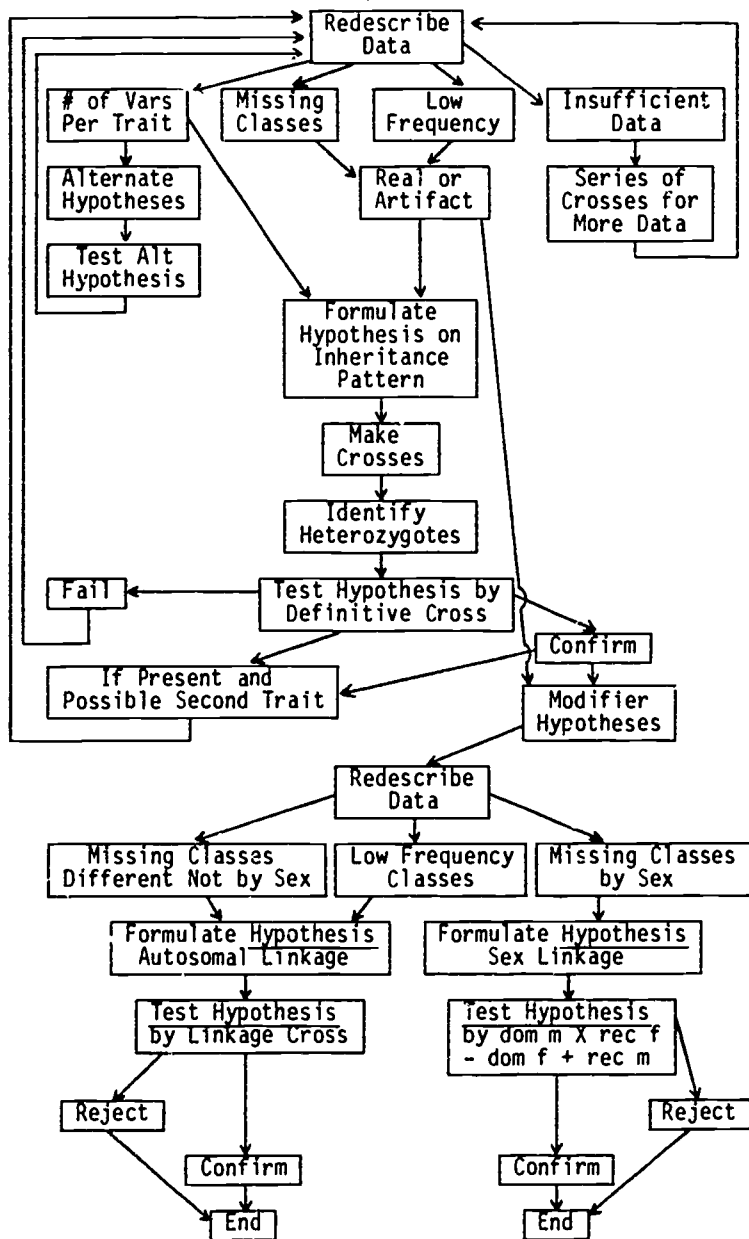 Redescribe
Data
# of Vars
Per Trait
Missing
Classes
Low
Frequency
Insufficient
Data
Alternate
Hypotheses
Real or
Artifact
Series of
Crosses for
More Data
Test Alt
Hypothesis
Formulate
Hypothesis on
Inheritance
Pattern
Make
Crosses
Identify
Heterozygotes
Fail
Test Hypothesis by
Definitive Cross
Confirm
If Present and
Possible Second Trait
Modifier
Hypotheses
Redescribe
Data
Missing Classes
Different Not by Sex
Low Frequency
Classes
Missing Classes
by Sex
Formulate Hypothesis
Autosomal Linkage
Formulate Hypothesis
Sex Linkage
Test Hypothesis
by Linkage Cross
Test Hypothesis
by dom m X rec f
- dom f + rec m
Reject
Reject
Confirm
Confirm
End
End